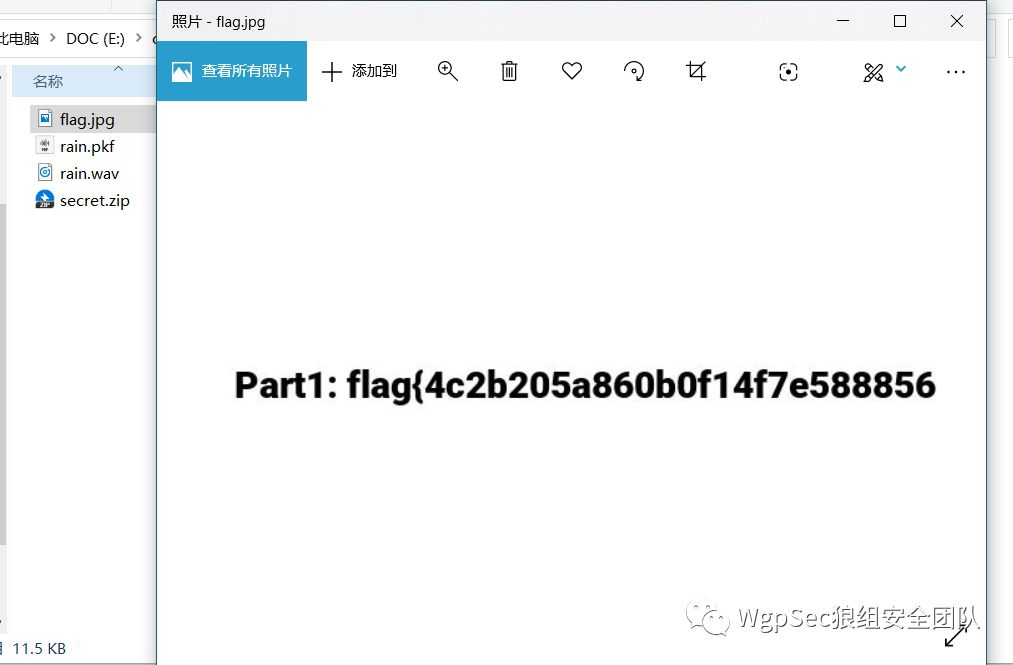 照片 - flag.jpg
此电脑 > DOC (E:) >
查看所有照片
添加到
名称
flag.jpg
rain.pkf
rain.wav
secret.zip
Part1: flag{4c2b205a860b0f14f7e588856
WgpSec狼组安全团队
11.5 KB